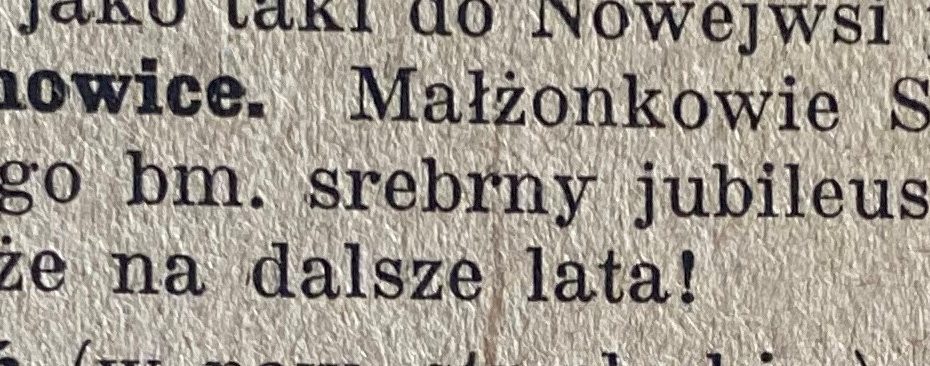 jako taki do Nowejwsi
nowice. Małżonkowie S
go bm. srebrny jubileus
że na dalsze lata!